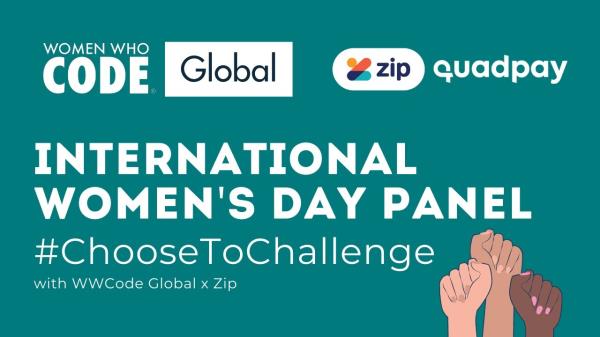 WOMEN WHO
CODE® Global
zip quadpay
INTERNATIONAL
WOMEN'S DAY PANEL
#ChooseToChallenge
with WWCode Global x Zip